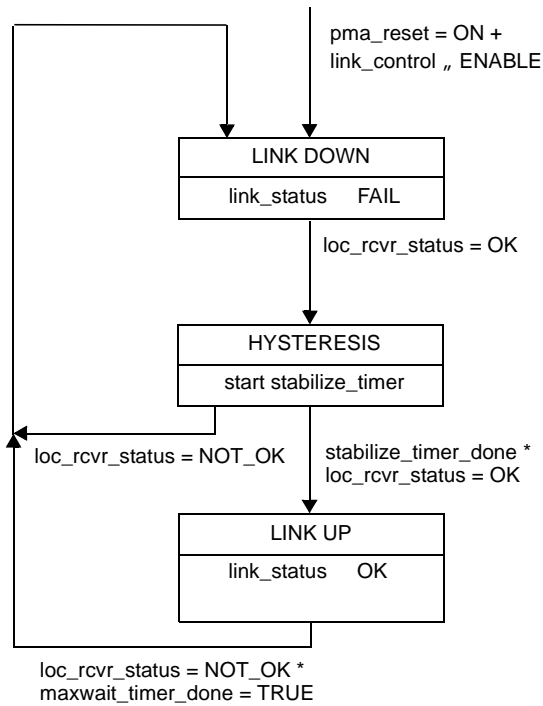 pma_reset = ON +
link_control „ ENABLE
LINK DOWN
link_status FAIL
loc_rcvr_status = OK
HYSTERESIS
start stabilize_timer
loc_rcvr_status = NOT_OK
stabilize_timer_done *
loc_rcvr_status = OK
LINK UP
link_status OK
loc_rcvr_status = NOT_OK *
maxwait_timer_done = TRUE